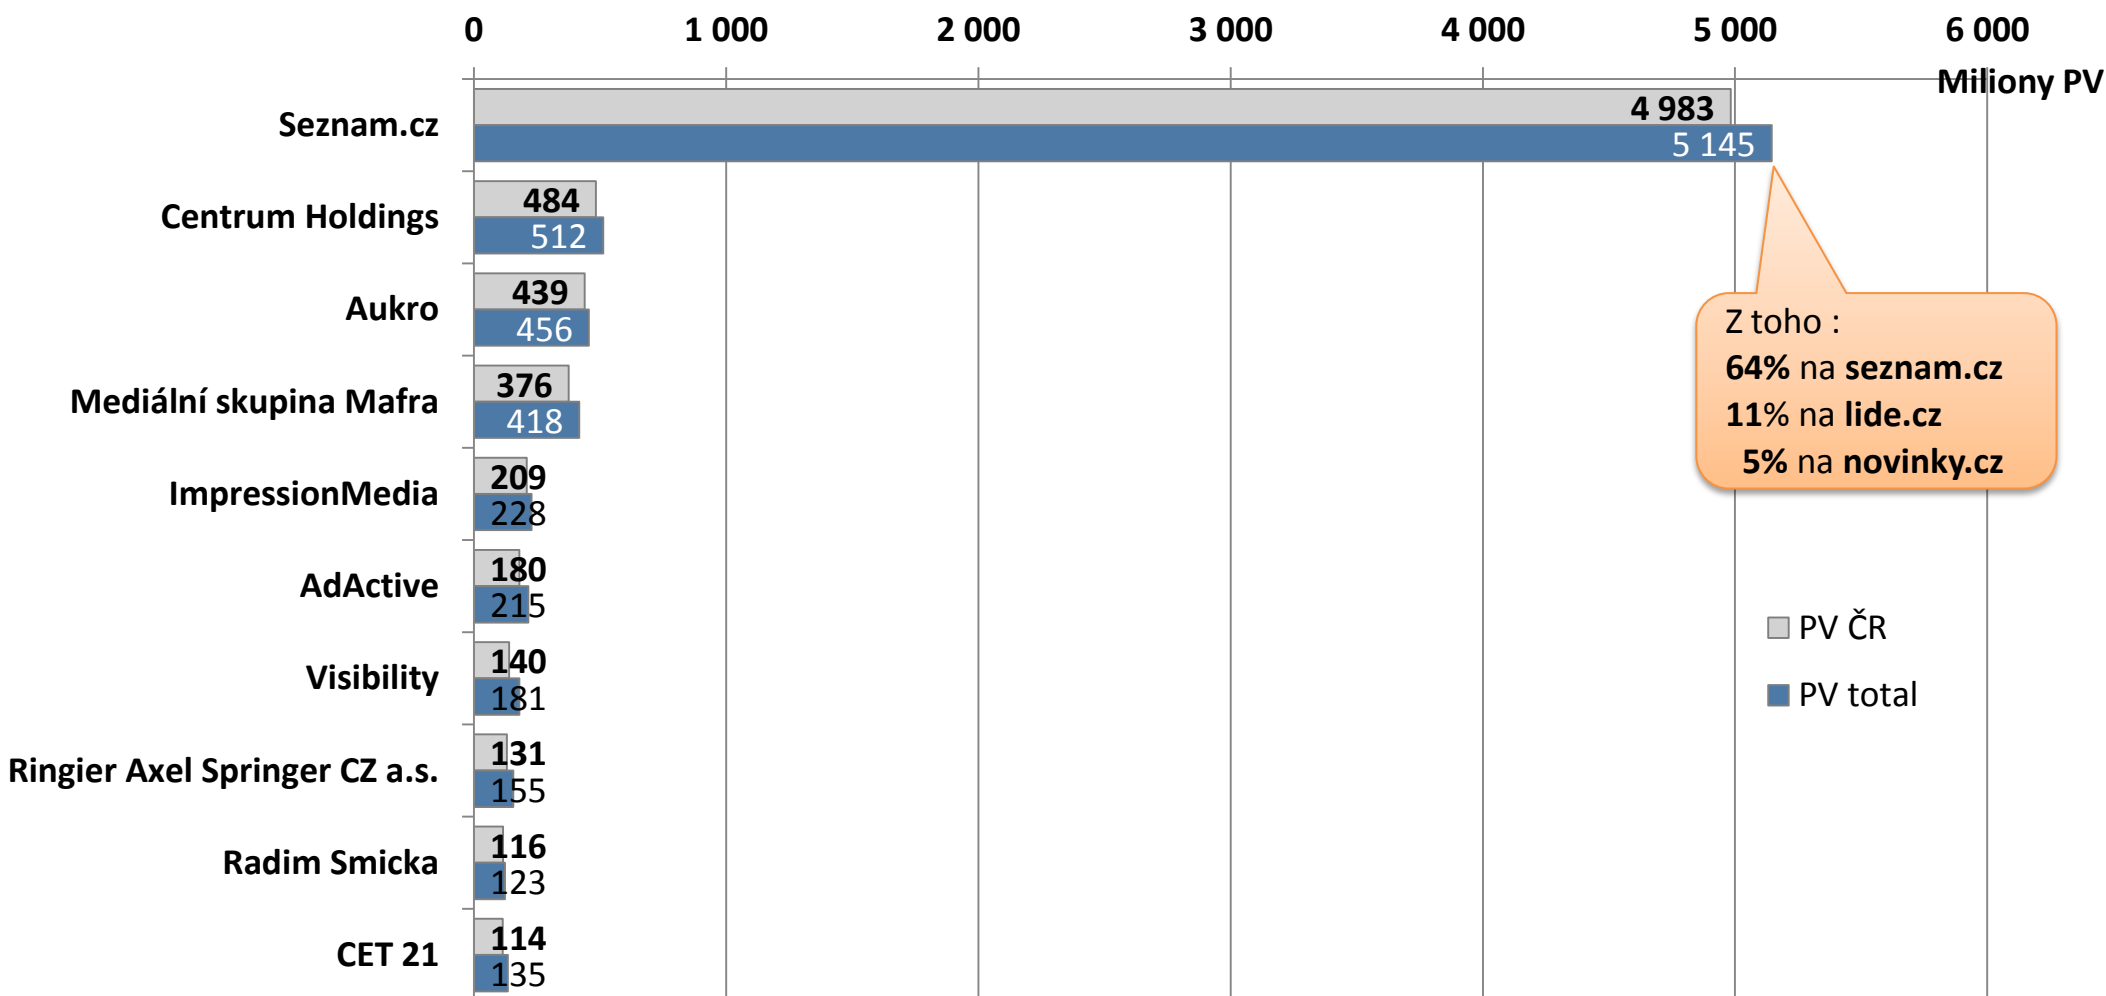 0 1 000 2 000 3 000 4 000 5 000 6 000
Miliony PV
Seznam.cz
4 983
5 145
Centrum Holdings
484
512
Aukro
439
456
Mediální skupina Mafra
376
418
ImpressionMedia
209
228
AdActive
180
215
Visibility
140
181
Ringier Axel Springer CZ a.s.
131
155
Radim Smicka
116
123
CET 21
114
135
Z toho :
64% na seznam.cz
11% na lide.cz
5% na novinky.cz
PV ČR
PV total